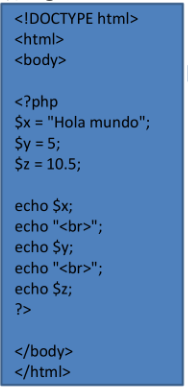 <!DOCTYPE html>
<html>
<body>
<?php
$x = "Hola mundo";
$y = 5;
$z = 10.5;
echo $x;
echo "<br>";
echo $y;
echo "<br>";
echo $z;
?>
</body>
</html>